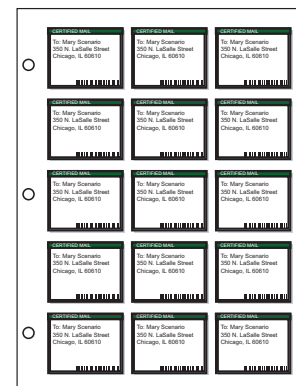 CERTIFIED MAIL CERTIFIED MAIL CERTIFIED MAIL
To: Mary Scenario To: Mary Scenario To: Mary Scenario
350 N. LaSalle Street 350 N. LaSalle Street 350 N. LaSalle Street
Chicago, IL 60610 Chicago, IL 60610 Chicago, IL 60610
CERTIFIED MAIL CERTIFIED MAIL CERTIFIED MAIL
To: Mary Scenario To: Mary Scenario To: Mary Scenario
350 N. LaSalle Street 350 N. LaSalle Street 350 N. LaSalle Street
Chicago, IL 60610 Chicago, IL 60610 Chicago, IL 60610
CERTIFIED MAIL CERTIFIED MAIL CERTIFIED MAIL
To: Mary Scenario To: Mary Scenario To: Mary Scenario
350 N. LaSalle Street 350 N. LaSalle Street 350 N. LaSalle Street
Chicago, IL 60610 Chicago, IL 60610 Chicago, IL 60610
CERTIFIED MAIL CERTIFIED MAIL CERTIFIED MAIL
To: Mary Scenario To: Mary Scenario To: Mary Scenario
350 N. LaSalle Street 350 N. LaSalle Street 350 N. LaSalle Street
Chicago, IL 60610 Chicago, IL 60610 Chicago, IL 60610
CERTIFIED MAIL CERTIFIED MAIL CERTIFIED MAIL
To: Mary Scenario To: Mary Scenario To: Mary Scenario
350 N. LaSalle Street 350 N. LaSalle Street 350 N. LaSalle Street
Chicago, IL 60610 Chicago, IL 60610 Chicago, IL 60610